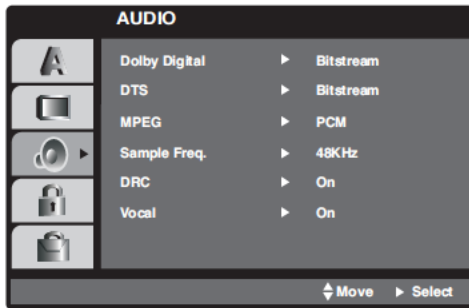 AUDIO
A
Dolby Digital ► Bitstream
DTS ► Bitstream
MPEG ► PCM
Sample Freq. ► 48KHz
DRC ► On
Vocal ► On
Move ► Select